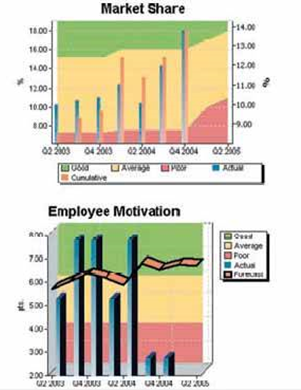 Market Share
18.00
16.00
14.00
12.00
10.00
8.00
%
14.00
13.00
12.00
11.00
10.00
9.00
%
Q2 2003
Q4 2003
Q2 2004
Q4 2004
Q2 2005
Good
Average
Poor
Actual
Cumulative
Employee Motivation
8.00
7.00
6.00
5.00
4.00
3.00
2.00
pts.
Q2 2003
Q4 2003
Q2 2004
Q4 2004
Q2 2005
Good
Average
Poor
Actual
Forecast